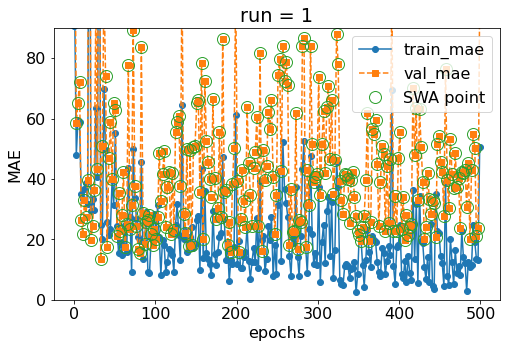 run = 1
MAE
80
60
40
20
0
train_mae
val_mae
SWA point
0 100 200 300 400 500
epochs